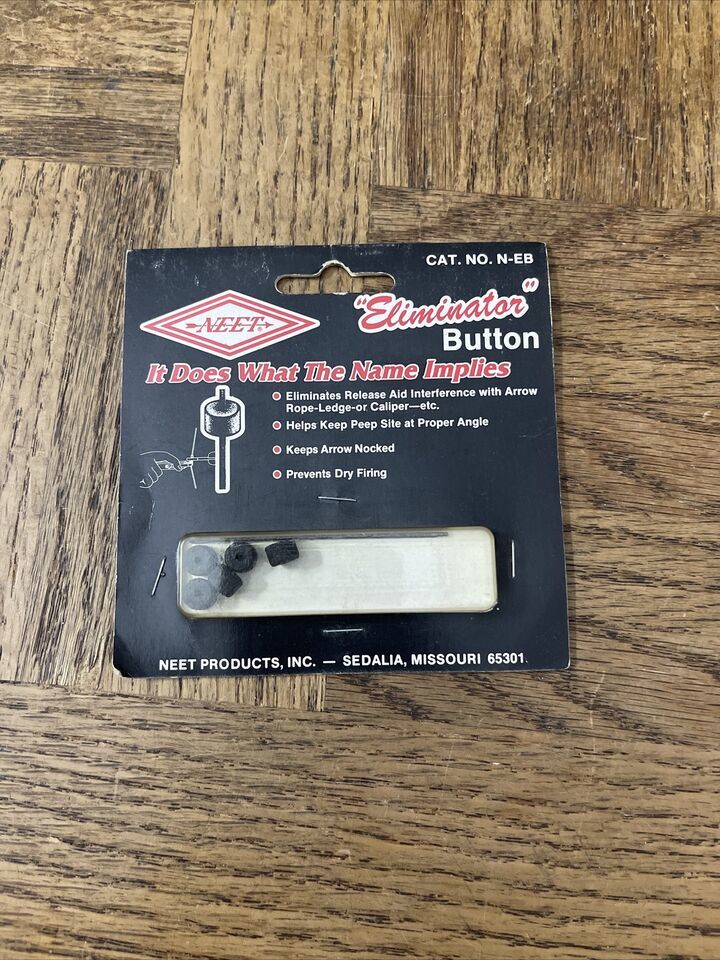 CAT. NO. N-EB
NEET®
"Eliminator"
Button
It Does What The Name Implies
Eliminates Release Aid Interference with Arrow
Rope-Ledge-or Caliper—etc.
Helps Keep Peep Site at Proper Angle
Keeps Arrow Nocked
Prevents Dry Firing
NEET PRODUCTS, INC. — SEDALIA, MISSOURI 65301